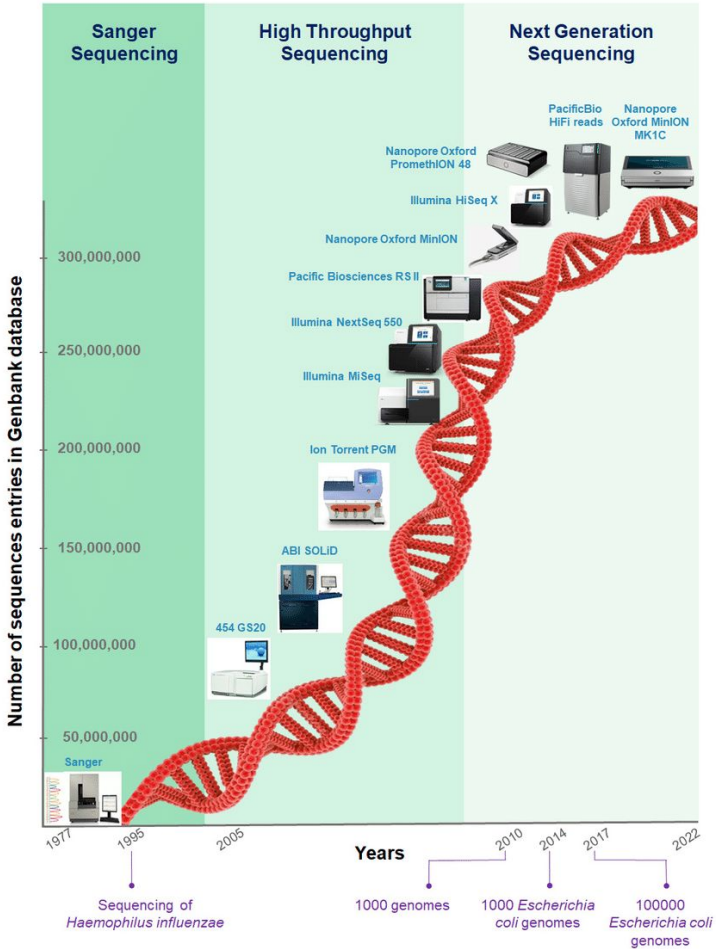 Sanger
Sequencing
High Throughput
Sequencing
Next Generation
Sequencing
PacificBio
HiFi reads
Nanopore
Oxford MinION
MK1C
Nanopore Oxford
PromethION 48
Illumina HiSeq X
Nanopore Oxford MinION
Pacific Biosciences RS II
Illumina NextSeq 550
Illumina MiSeq
Ion Torrent PGM
ABI SOLiD
454 GS20
Sanger
Number of sequences entries in Genbank database
300,000,000
250,000,000
200,000,000
150,000,000
100,000,000
50,000,000
1977
1995
2005
2010
2014
2017
2022
Years
Sequencing of
Haemophilus influenzae
1000 genomes
1000 Escherichia
coli genomes
100000
Escherichia coli
genomes